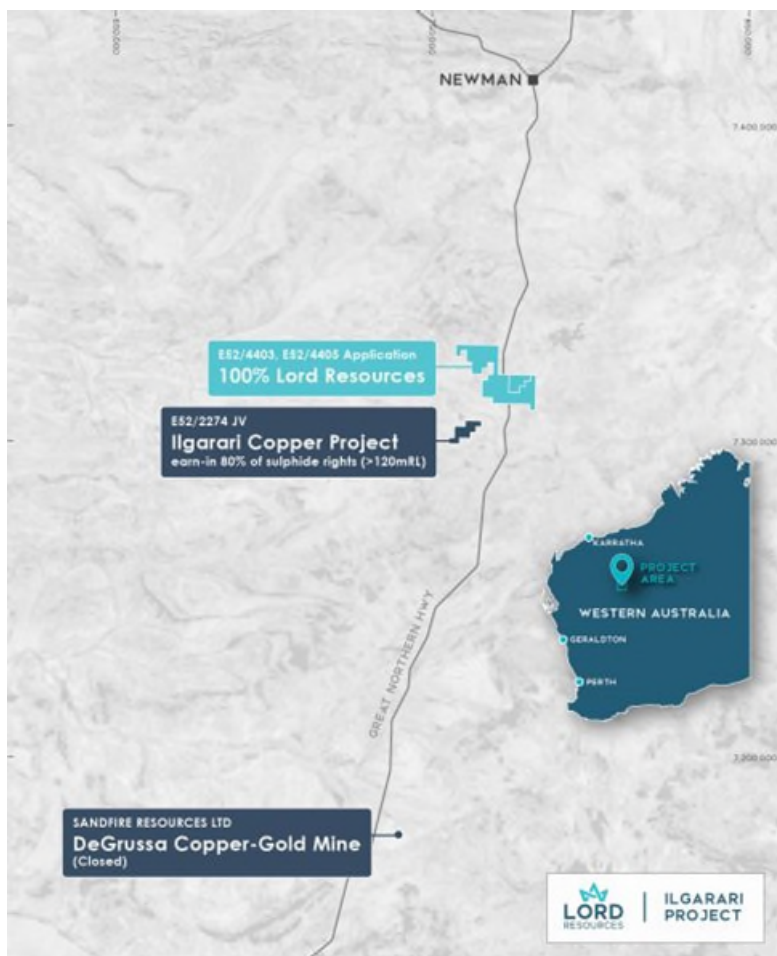 NEWMAN
7,400,000
E52/4403, E52/4405 Application
100% Lord Resources
E52/2274 JV
Ilgarari Copper Project
earn-in 80% of sulphide rights (>120mRL)
7,300,000
KARRATHA
PROJECT
AREA
WESTERN AUSTRALIA
GERALDTON
PERTH
GREAT NORTHERN HWY
7,200,000
SANDFIRE RESOURCES LTD
DeGrussa Copper-Gold Mine
(Closed)
LORD
RESOURCES
ILGARARI
PROJECT